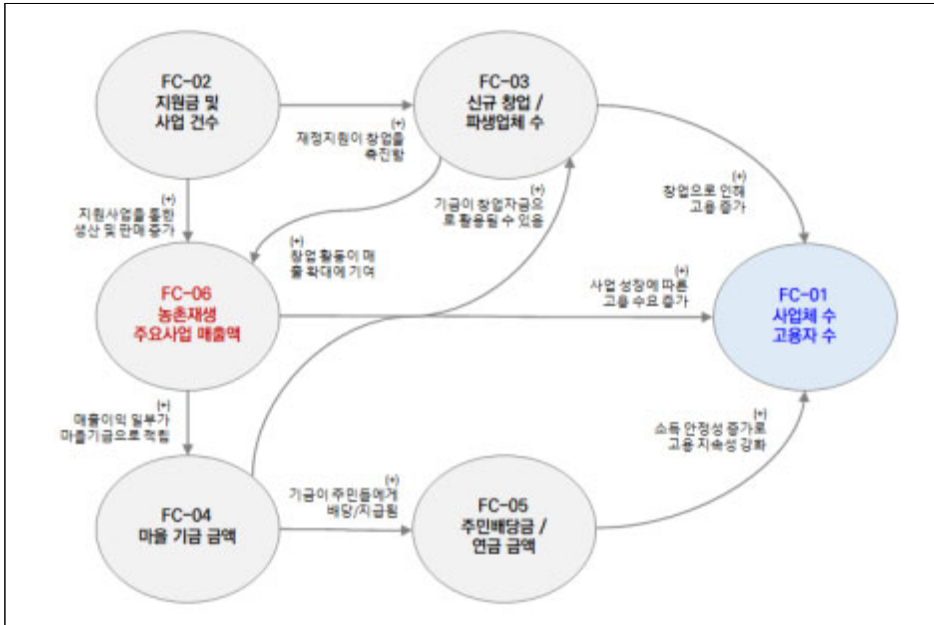 FC-02
지원금 및
사업 건수
FC-03
신규 창업 /
파생업체 수
(+)
재정지원이 창업을
촉진함
(+)
지원사업을 통한
생산 및 판매 증가
(+)
기금이 창업자금으
로 활용될 수 있음
(+)
창업으로 인해
고용 증가
(+)
창업 활동이 매
출 확대에 기여
FC-06
농촌재생
주요사업 매출액
(+)
사업 성장에 따른
고용 수요 증가
FC-01
사업체 수
고용자 수
(+)
매출이익 일부가
마을기금으로 적립
(+)
소득 안정성 증가로
고용 지속성 강화
FC-04
마을 기금 금액
(+)
기금이 주민들에게
배당/지급됨
FC-05
주민배당금 /
연금 금액